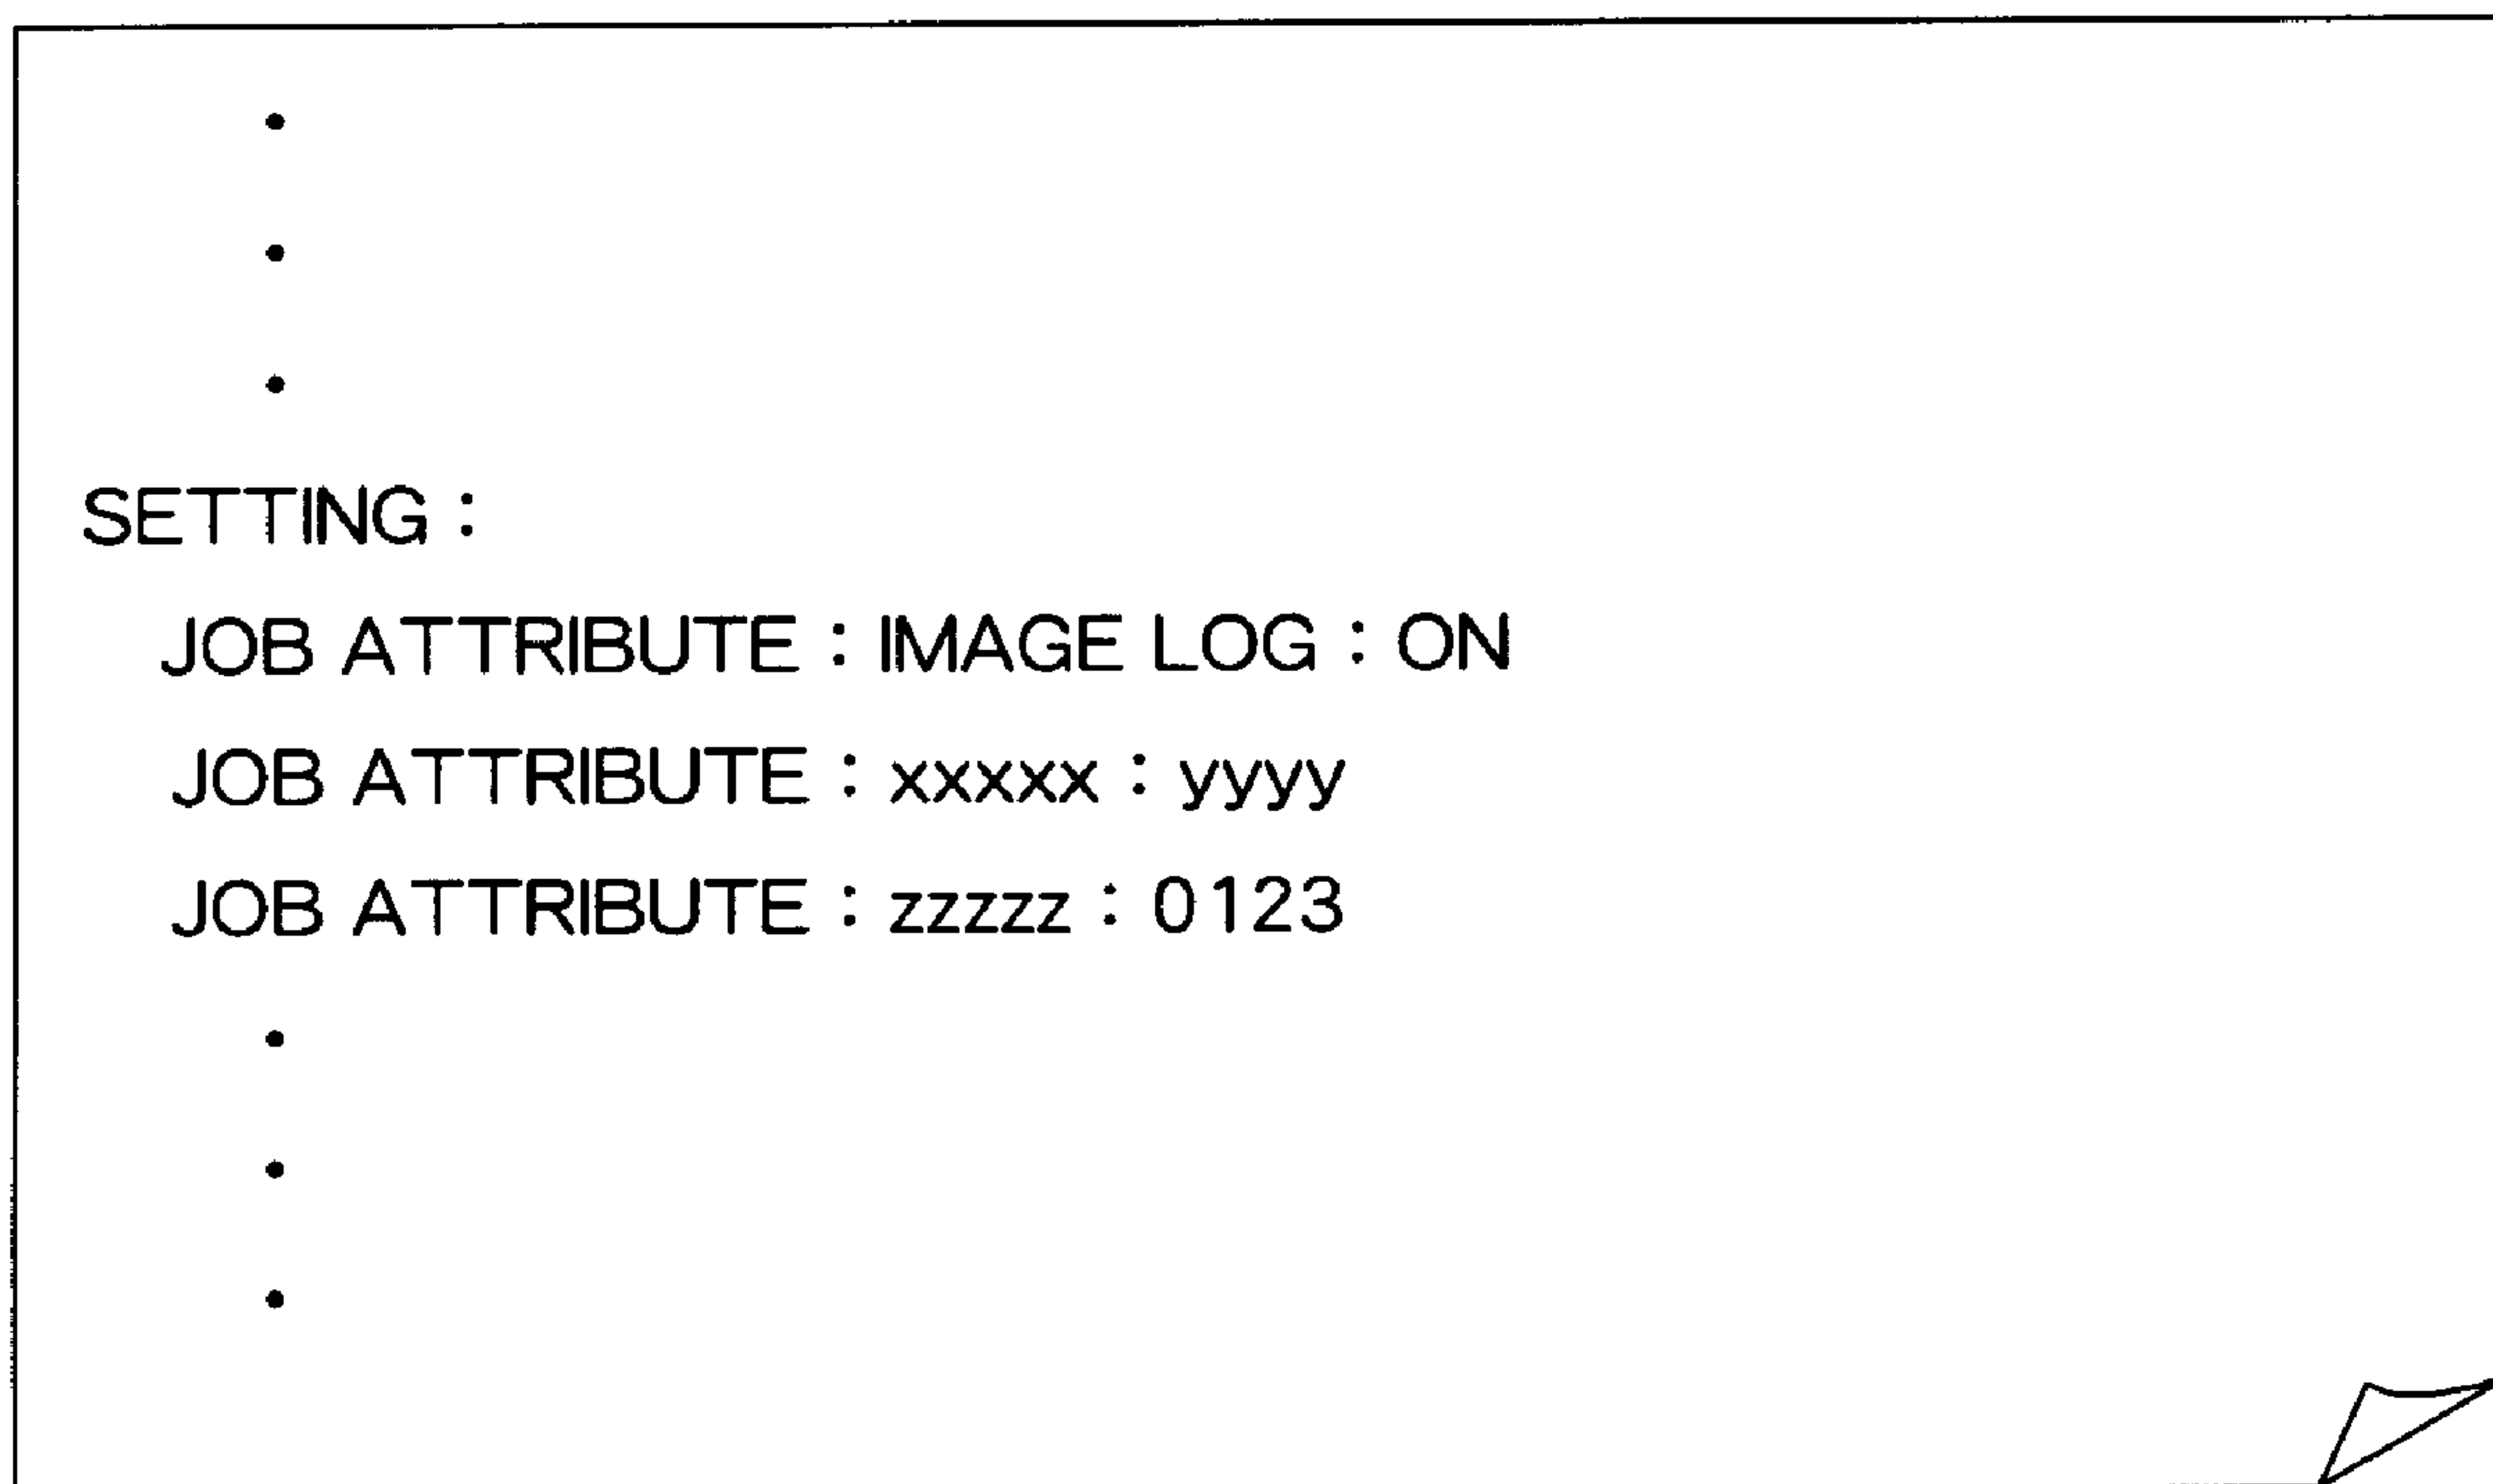 SETTING :
JOB ATTRIBUTE : IMAGE LOG : ON
JOB ATTRIBUTE : xxxxx : yyyy
JOB ATTRIBUTE : zzzzz : 0123